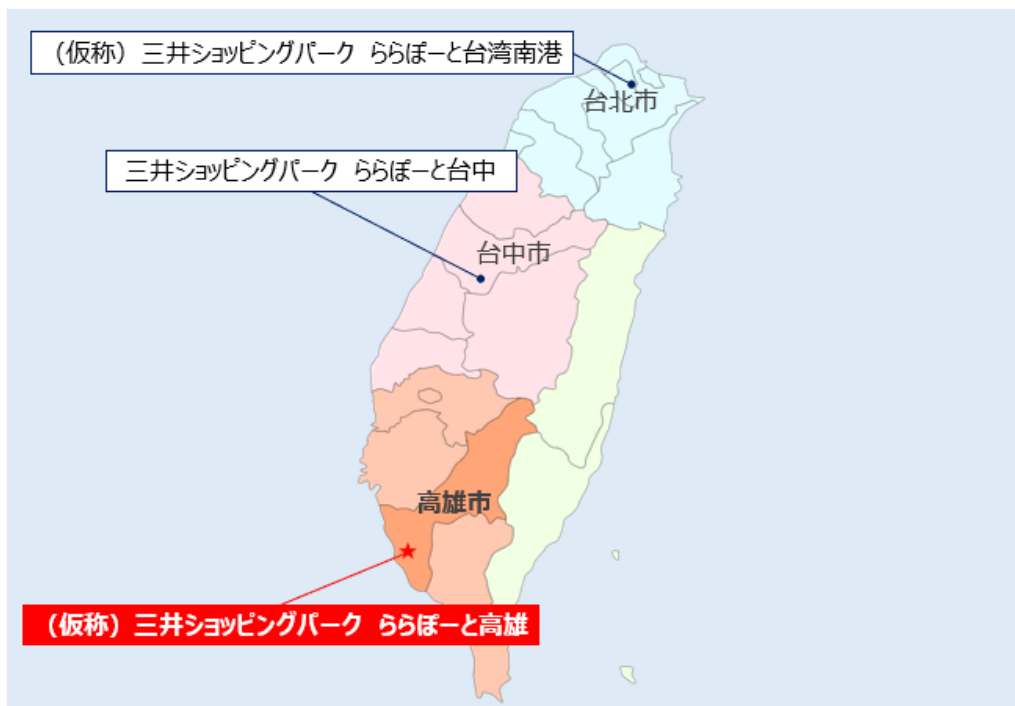 （仮称）三井ショッピングパーク ららぽーと台湾南港
台北市
三井ショッピングパーク ららぽーと台中
台中市
高雄市
（仮称）三井ショッピングパーク ららぽーと高雄